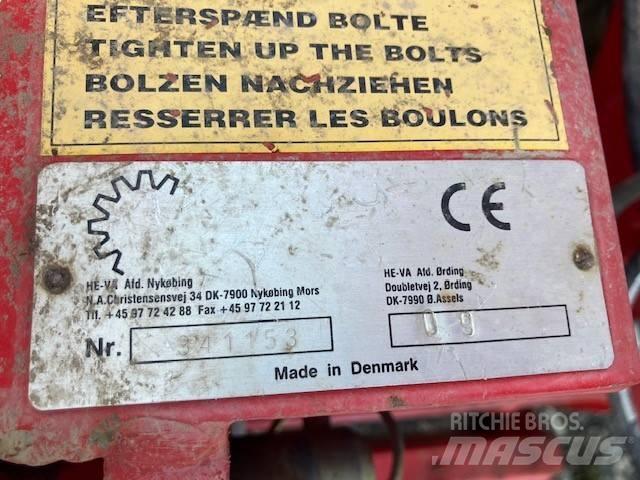 EFTERSPÆND BOLTE
TIGHTEN UP THE BOLTS
BOLZEN NACHZIEHEN
RESSERRER LES BOULONS
CE
HE-VA Afd. Nykøbing
N.A.Christensensvej 34 DK-7900 Nykøbing Mors
Tlf. +45 97 72 42 88 Fax +45 97 72 21 12
HE-VA Afd. Ørding
Doubletvej 2, Ørding
DK-7990 Ø.Assels
Nr. 941153
09
Made in Denmark
RITCHIE BROS.
MASCUS